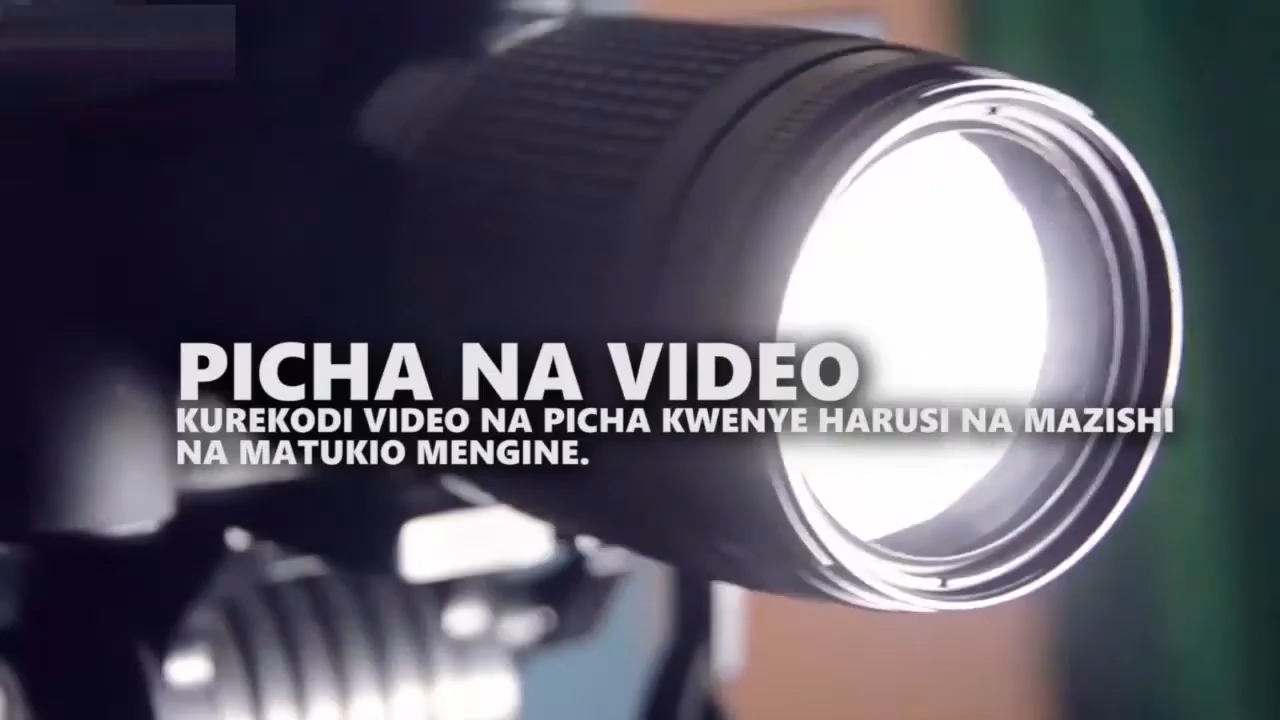 PICHA NA VIDEO
KUREKODI VIDEO NA PICHA KWENYE HARUSI NA MAZISHI
NA MATUKIO MENGINE.